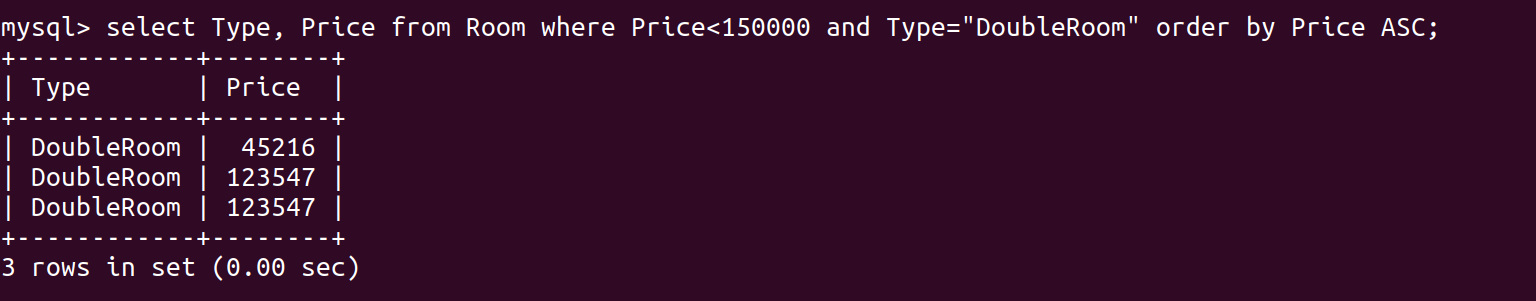 mysql> select Type, Price from Room where Price<150000 and Type="DoubleRoom" order by Price ASC;
+------------+--------+
| Type       | Price  |
+------------+--------+
| DoubleRoom |  45216 |
| DoubleRoom | 123547 |
| DoubleRoom | 123547 |
+------------+--------+
3 rows in set (0.00 sec)